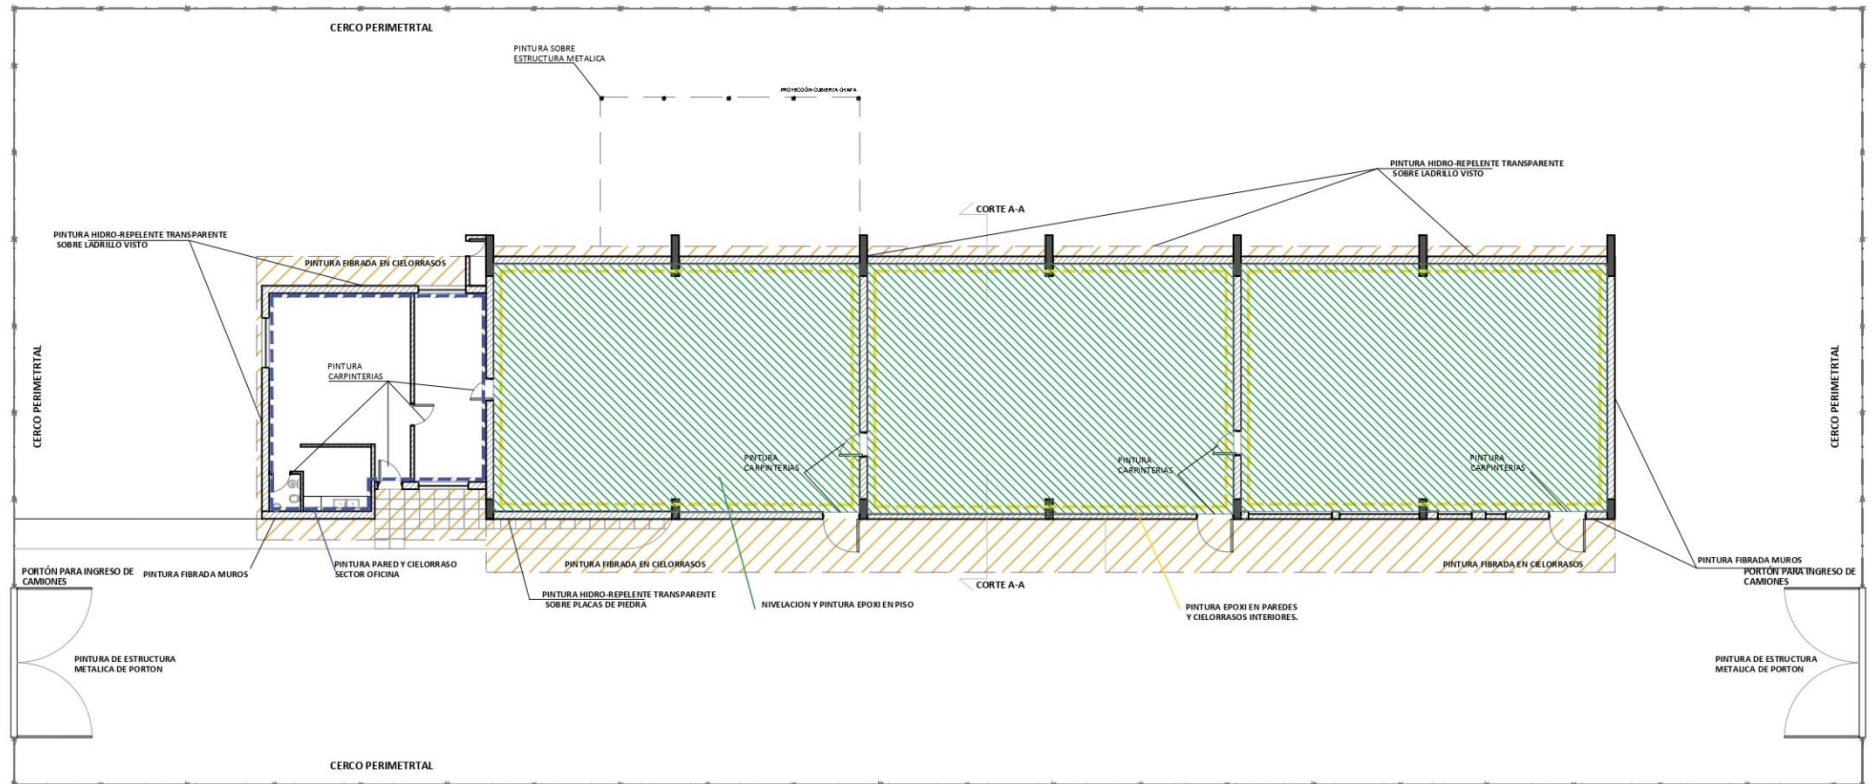 CERCO PERIMETRTAL
PINTURA SOBRE
ESTRUCTURA METALICA
PROYECCIÓN CUBIERTA CHAPA
PINTURA HIDRO-REPELENTE TRANSPARENTE
SOBRE LADRILLO VISTO
CORTE A-A
PINTURA HIDRO-REPELENTE TRANSPARENTE
SOBRE LADRILLO VISTO
PINTURA FIBRADA EN CIELORRASOS
CERCO PERIMETRTAL
PINTURA
CARPINTERIAS
CERCO PERIMETRTAL
PINTURA
CARPINTERIAS
PINTURA
CARPINTERIAS
PINTURA
CARPINTERIAS
PORTÓN PARA INGRESO DE
CAMIONES
PINTURA FIBRADA MUROS
PINTURA PARED Y CIELORRASO
SECTOR OFICINA
PINTURA FIBRADA EN CIELORRASOS
CORTE A-A
PINTURA FIBRADA EN CIELORRASOS
PINTURA FIBRADA MUROS
PORTÓN PARA INGRESO DE
CAMIONES
PINTURA HIDRO-REPELENTE TRANSPARENTE
SOBRE PLACAS DE PIEDRA
NIVELACION Y PINTURA EPOXI EN PISO
PINTURA EPOXI EN PAREDES
Y CIELORRASOS INTERIORES.
PINTURA DE ESTRUCTURA
METALICA DE PORTON
PINTURA DE ESTRUCTURA
METALICA DE PORTON
CERCO PERIMETRTAL